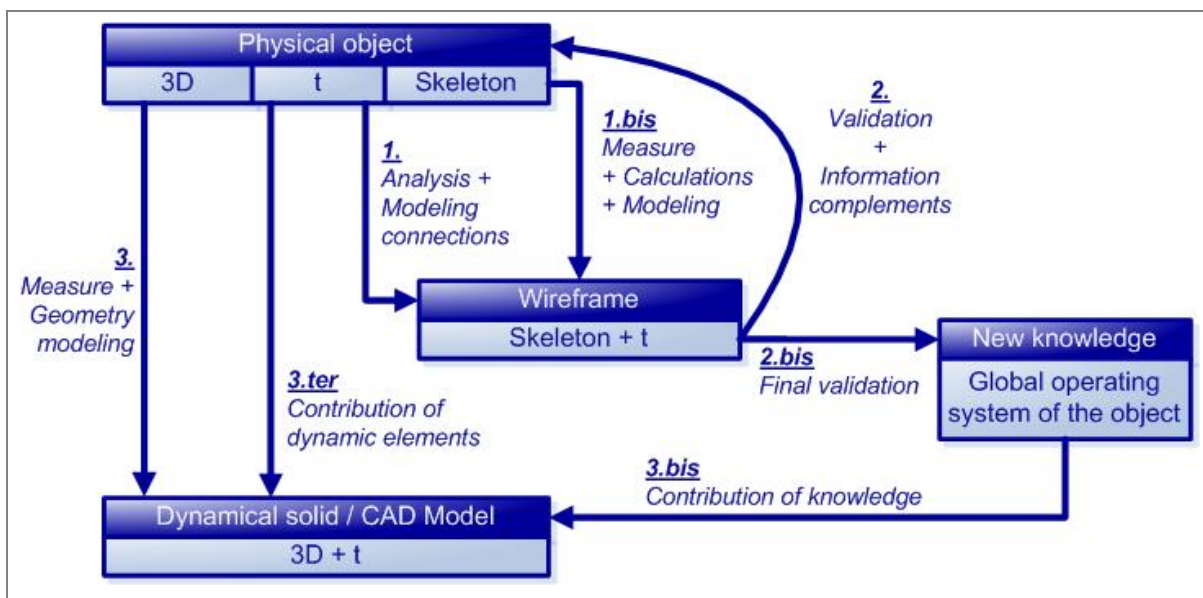 Physical object
3D
t
Skeleton
1.
Analysis +
Modeling
connections
1.bis
Measure
+ Calculations
+ Modeling
2.
Validation
+
Information
complements
3.
Measure +
Geometry
modeling
Wireframe
Skeleton + t
2.bis
Final validation
New knowledge
Global operating
system of the object
3.ter
Contribution of
dynamic elements
3.bis
Contribution of knowledge
Dynamical solid / CAD Model
3D + t